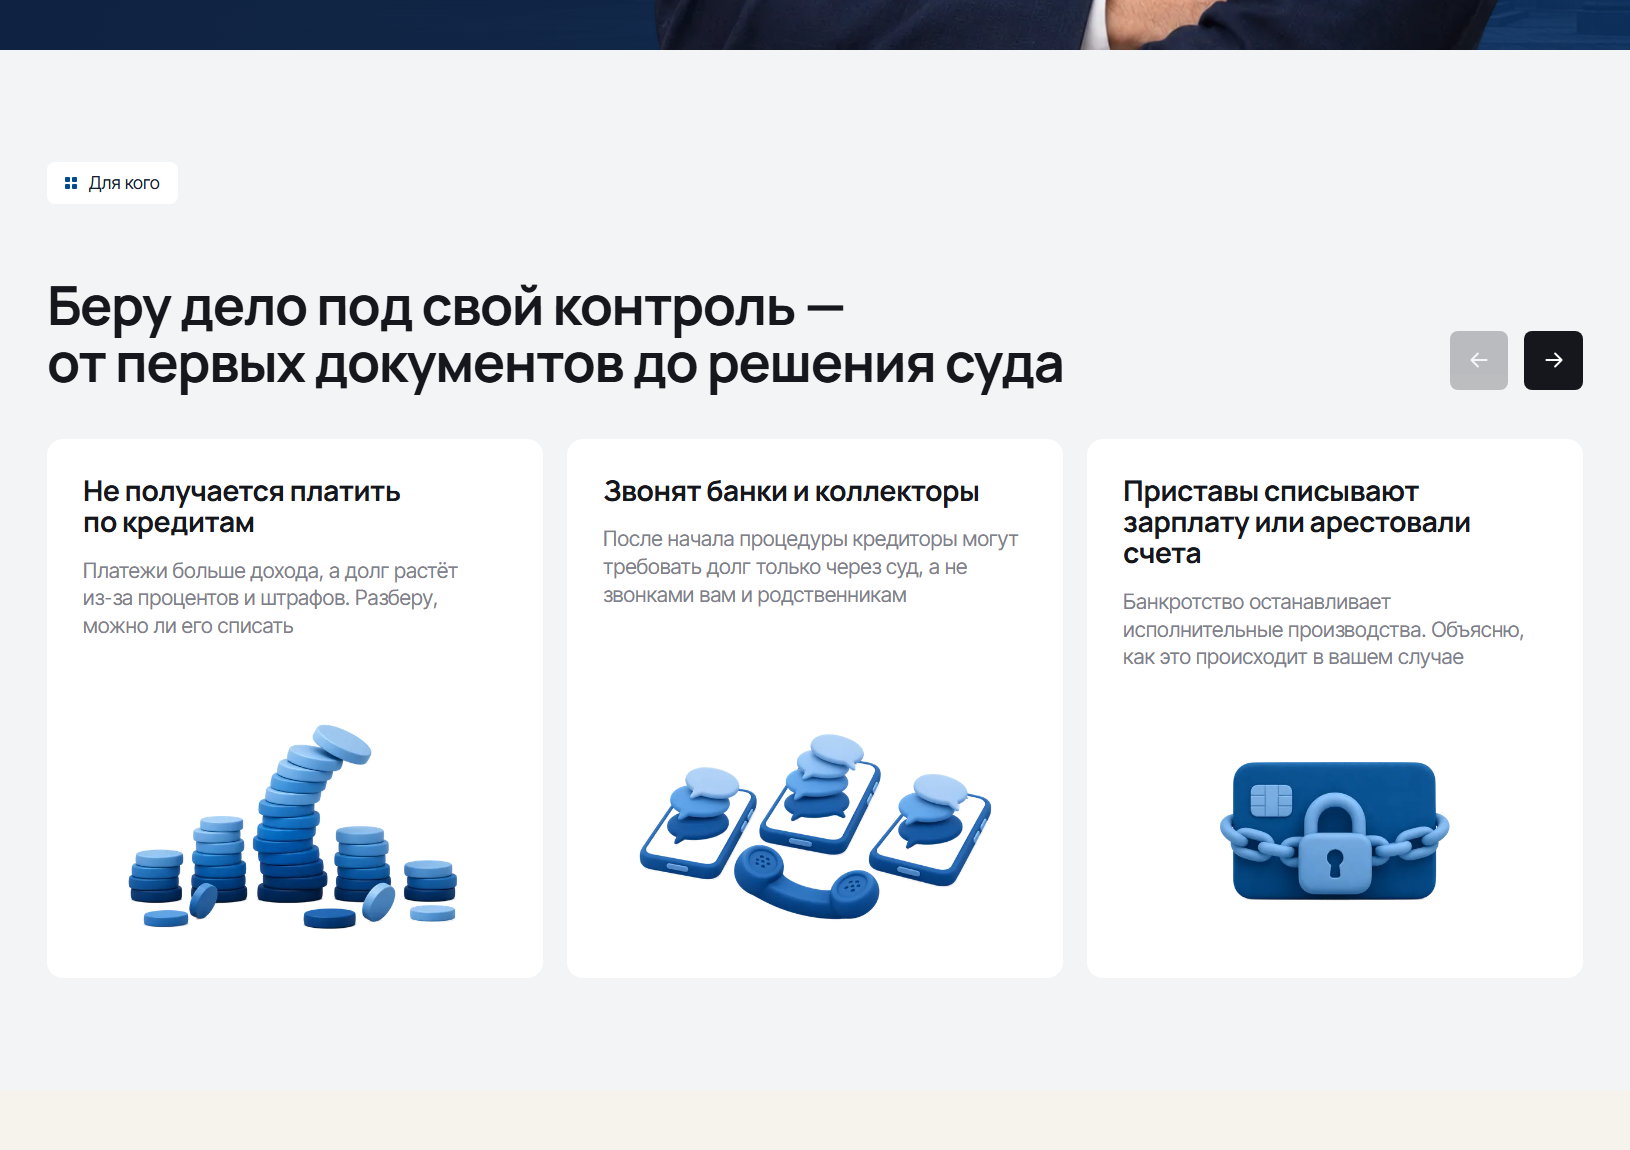 Для кого
Беру дело под свой контроль —
от первых документов до решения суда
Не получается платить
по кредитам
Платежи больше дохода, а долг растёт
из-за процентов и штрафов. Разберу,
можно ли его списать
Звонят банки и коллекторы
После начала процедуры кредиторы могут
требовать долг только через суд, а не
звонками вам и родственникам
Приставы списывают
зарплату или арестовали
счета
Банкротство останавливает
исполнительные производства. Объясню,
как это происходит в вашем случае